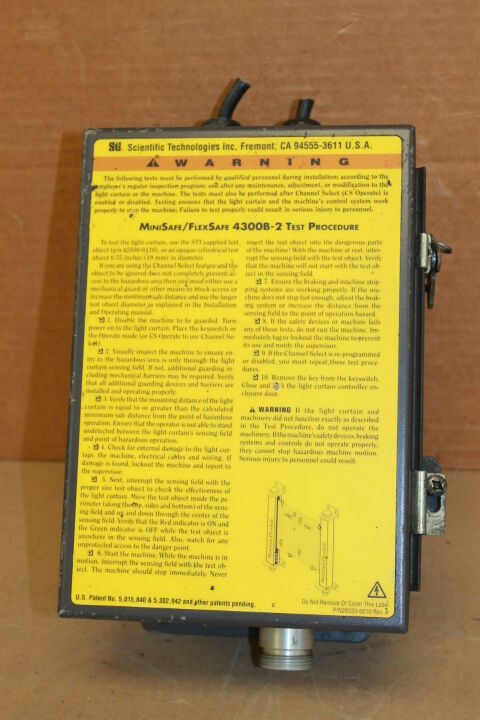 STi Scientific Technologies Inc, Fremont, CA 94555-3611 U.S.A.
WARNING
The following tests must be performed by qualified personnel during installation; according to the
employer's regular inspection program; and after any maintenance, adjustment, or modification to the
light curtain or the machine. The tests must also be performed after Channel Select (CS Operate) is
enabled or disabled. Testing ensures that the light curtain and the machine's control system work
properly to stop the machine. Failure to test properly could result in serious injury to personnel.
MINISAFE/FLEXSAFE 4300B-2 TEST PROCEDURE
To test the light curtain, use the STI supplied test
object (p/n 62800-0130), or an opaque cylindrical test
object 0.75 inches (19 mm) in diameter.
If you are using the Channel Select feature and the
object to be ignored does not completely prevent ac-
cess to the hazardous area then you must either use a
mechanical guard or other means to block access or
increase the minimum safe distance and use the larger
test object diameter as explained in the Installation
and Operating manual.
1. Disable the machine to be guarded. Turn
power on to the light curtain. Place the keyswitch in
the Operate mode (or CS Operate to use Channel Se-
lect).
2. Visually inspect the machine to ensure en-
try to the hazardous area is only through the light
curtain sensing field. If not, additional guarding in-
cluding mechanical barriers may be required. Verify
that all additional guarding devices and barriers are
installed and operating properly.
3. Verify that the mounting distance of the light
curtain is equal to or greater than the calculated
minimum safe distance from the point of hazardous
operation. Ensure that the operator is not able to stand
undetected between the light curtain's sensing field
and point of hazardous operation.
4. Check for external damage to the light cur-
tain, the machine, electrical cables and wiring. If
damage is found, lockout the machine and report to
the supervisor.
5. Next, interrupt the sensing field with the
proper size test object to check the effectiveness of
the light curtain. Move the test object inside the pe-
rimeter (along the top, sides and bottom) of the sens-
ing field and up and down through the center of the
sensing field. Verify that the Red indicator is ON and
the Green indicator is OFF while the test object is
anywhere in the sensing field. Also, watch for any
unprotected access to the danger point.
6. Start the machine. While the machine is in
motion, interrupt the sensing field with the test ob-
ject. The machine should stop immediately. Never
insert the test object into the dangerous parts
of the machine! With the machine at rest, inter-
rupt the sensing field with the test object. Verify
that the machine will not start with the test ob-
ject in the sensing field.
7. Ensure the braking and machine stop-
ping systems are working properly. If the ma-
chine does not stop fast enough, adjust the brak-
ing system or increase the distance from the
sensing field to the point of operation hazard.
8. If the safety devices or machine fails
any of these tests, do not run the machine. Im-
mediately tag or lockout the machine to prevent
its use and notify the supervisor.
9. If the Channel Select is re-programmed
or disabled, you must repeat these test proce-
dures.
10. Remove the key from the keyswitch.
Close and lock the light curtain controller en-
closure door.
WARNING If the light curtain and
machinery did not function exactly as described
in the Test Procedure, do not operate the
machinery. If the machine's safety devices, braking
systems and controls do not operate properly,
they cannot stop hazardous machine motion.
Serious injury to personnel could result.
U.S. Patent No. 5,015,840 & 5,302,942 and other patents pending.
Do Not Remove Or Cover This Label
P/N28333-0010 Rev.